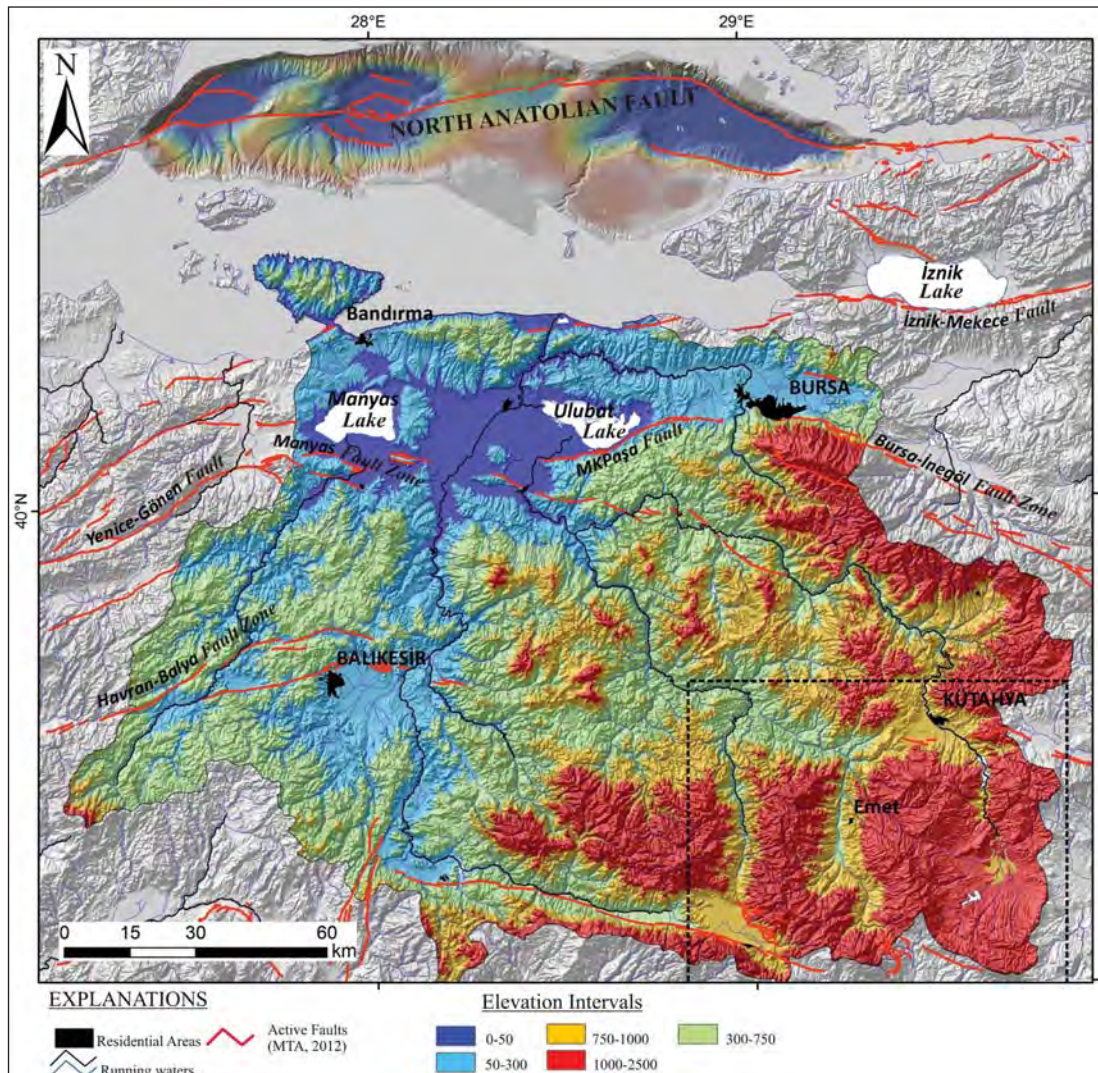 28°E 29°E
N
NORTH ANATOLIAN FAULT
İznik
Lake
İznik-Mekece Fault
Bandırma
BURSA
Manyas
Lake
Ulubat
Lake
MKPaşa Fault
Manyas Fault Zone
Bursa-İnegöl Fault Zone
Yenice-Gönen Fault
40°N
Havran-Balya Fault Zone
BALIKESİR
KÜTAHYA
Emet
0 15 30 60
km
28°E 29°E
EXPLANATIONS
Residential Areas
Active Faults
(MTA, 2012)
Running waters
Elevation Intervals
0-50 750-1000 300-750
50-300 1000-2500